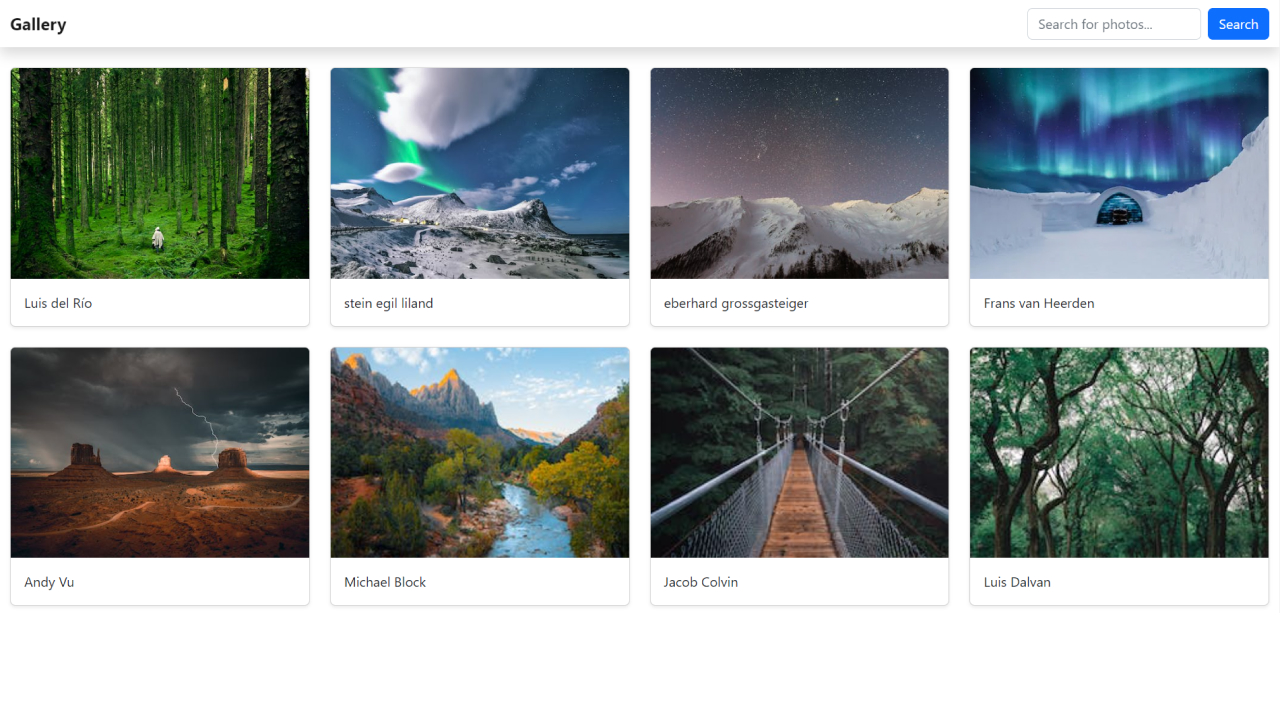 Gallery
Search for photos...
Search
Luis del Río
stein egil liland
eberhard grossgasteiger
Frans van Heerden
Andy Vu
Michael Block
Jacob Colvin
Luis Dalvan